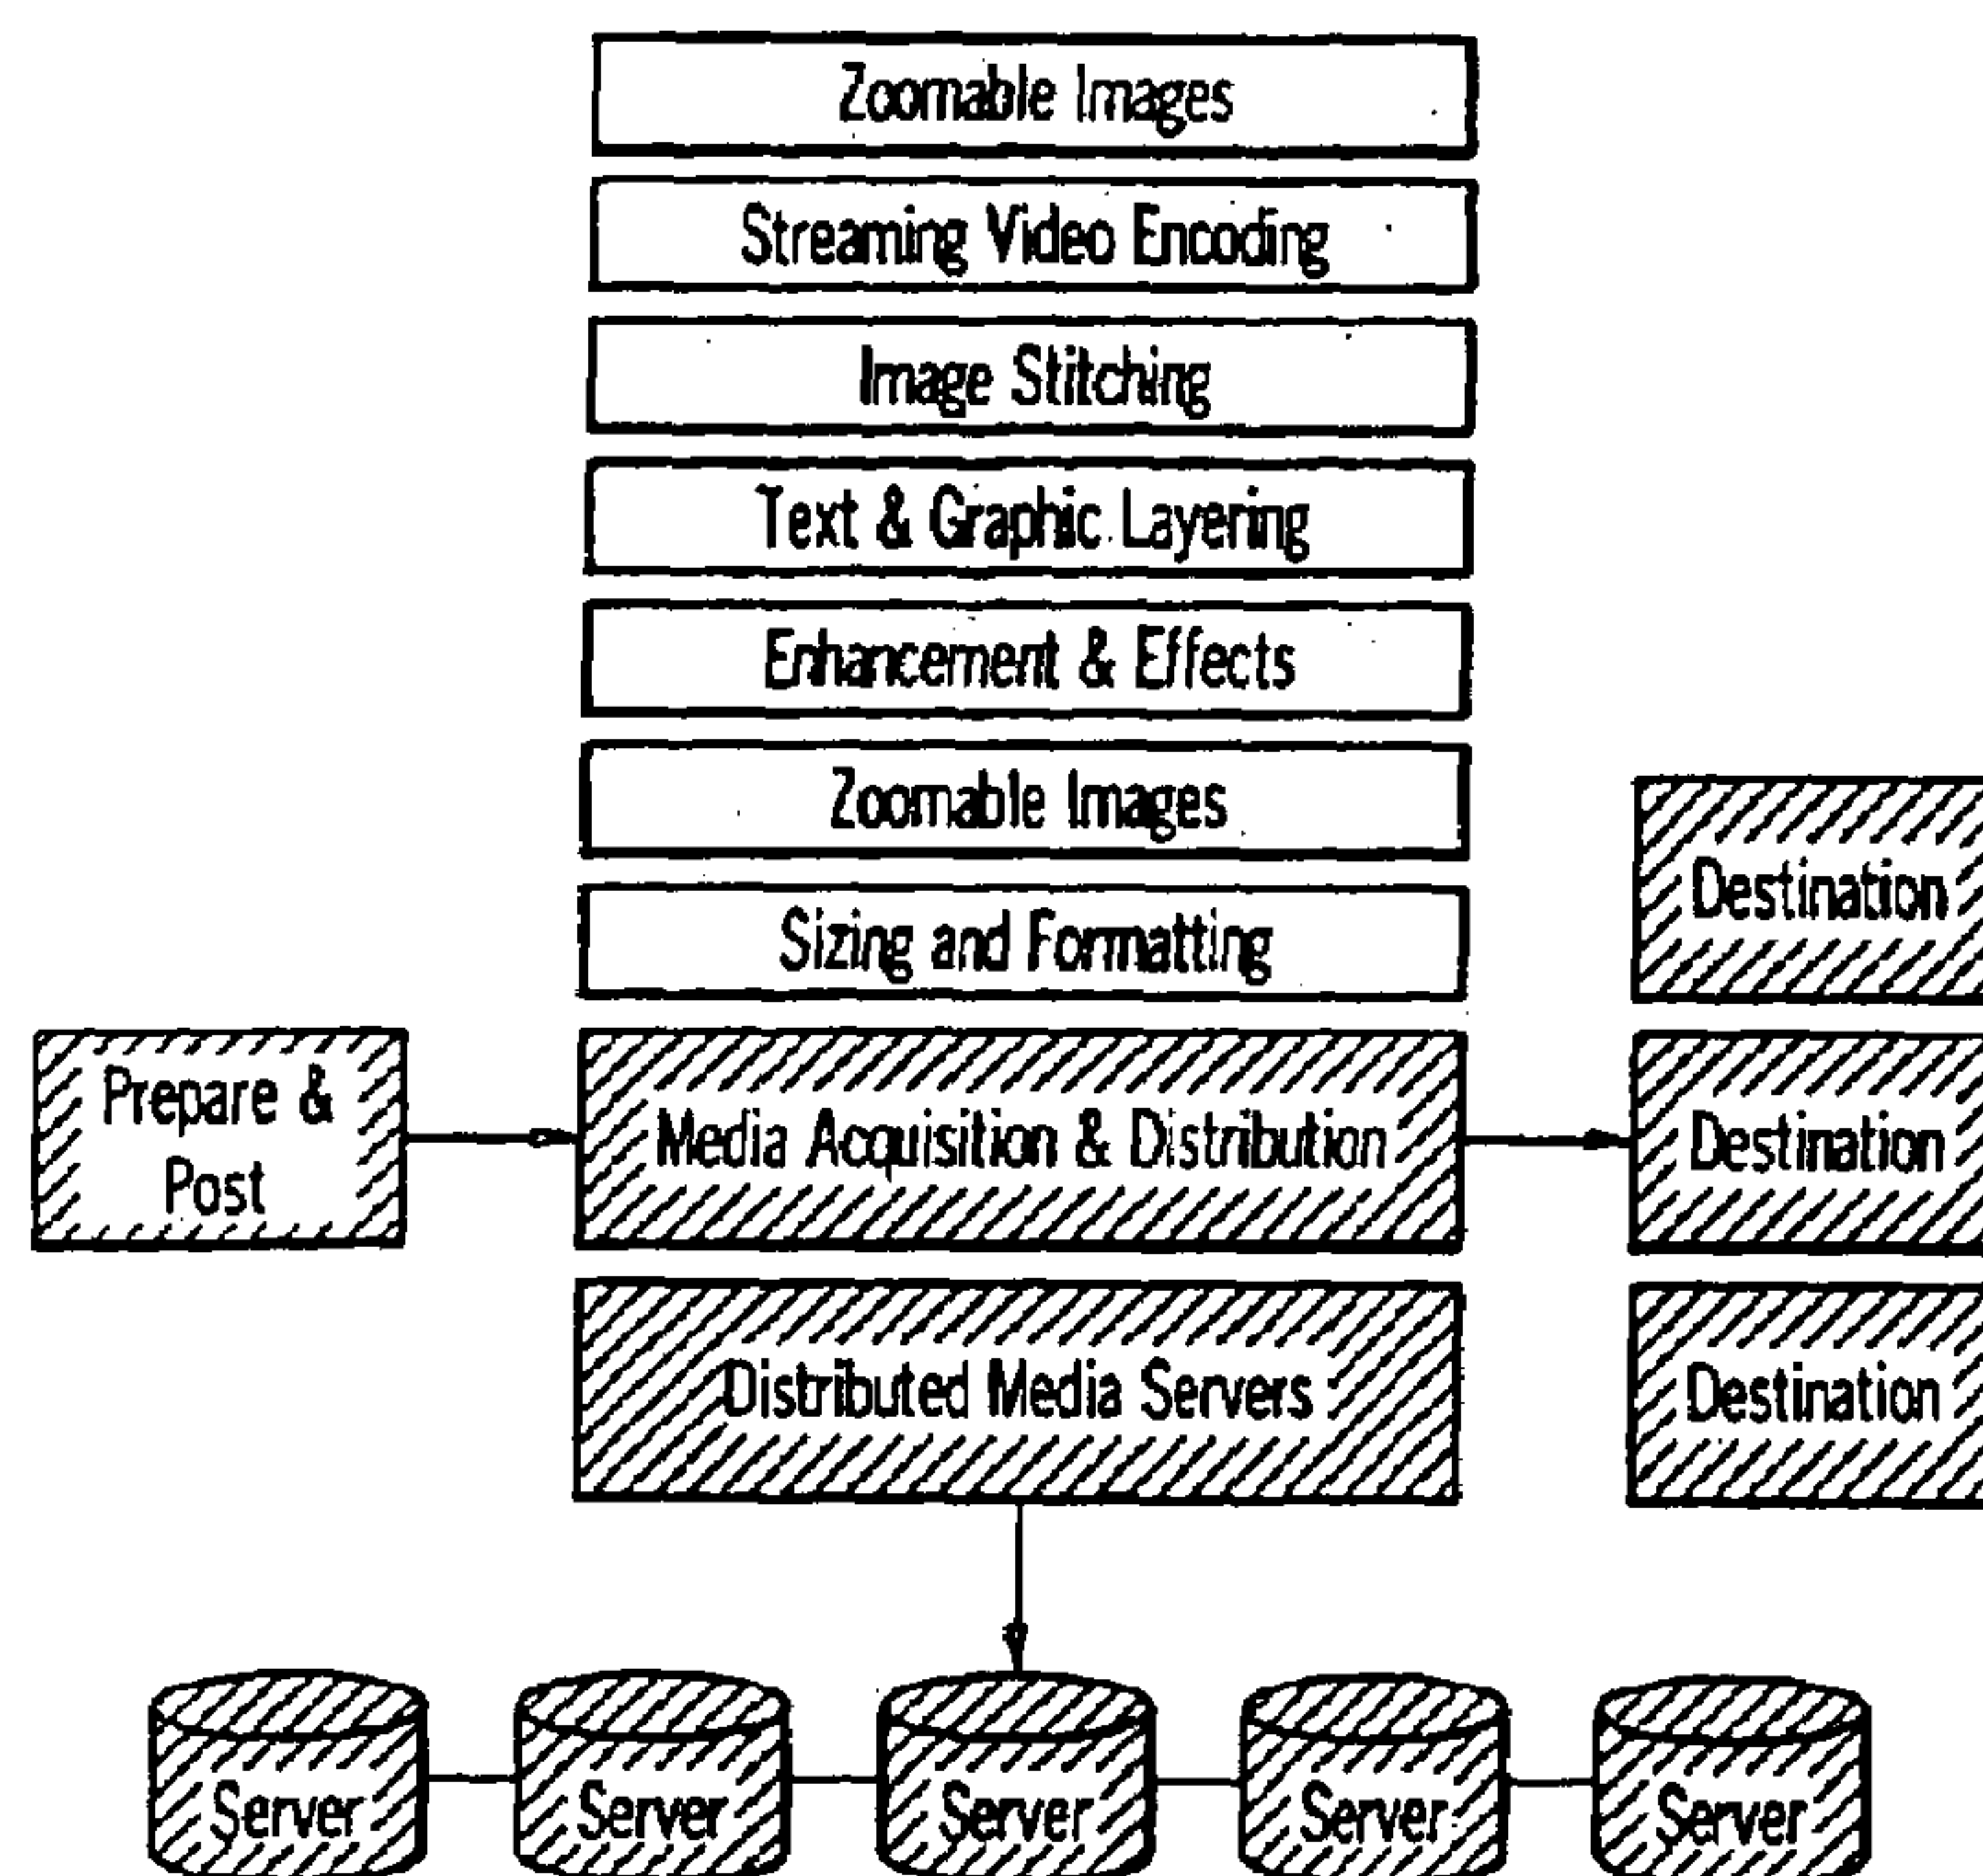 Zoomable Images
Streaming Video Encoding
Image Stitching
Text & Graphic Layering
Enhancement & Effects
Zoomable Images
Sizing and Formatting
Destination
Prepare &
Post
Media Acquisition & Distribution
Destination
Distributed Media Servers
Destination
Server
Server
Server
Server
Server